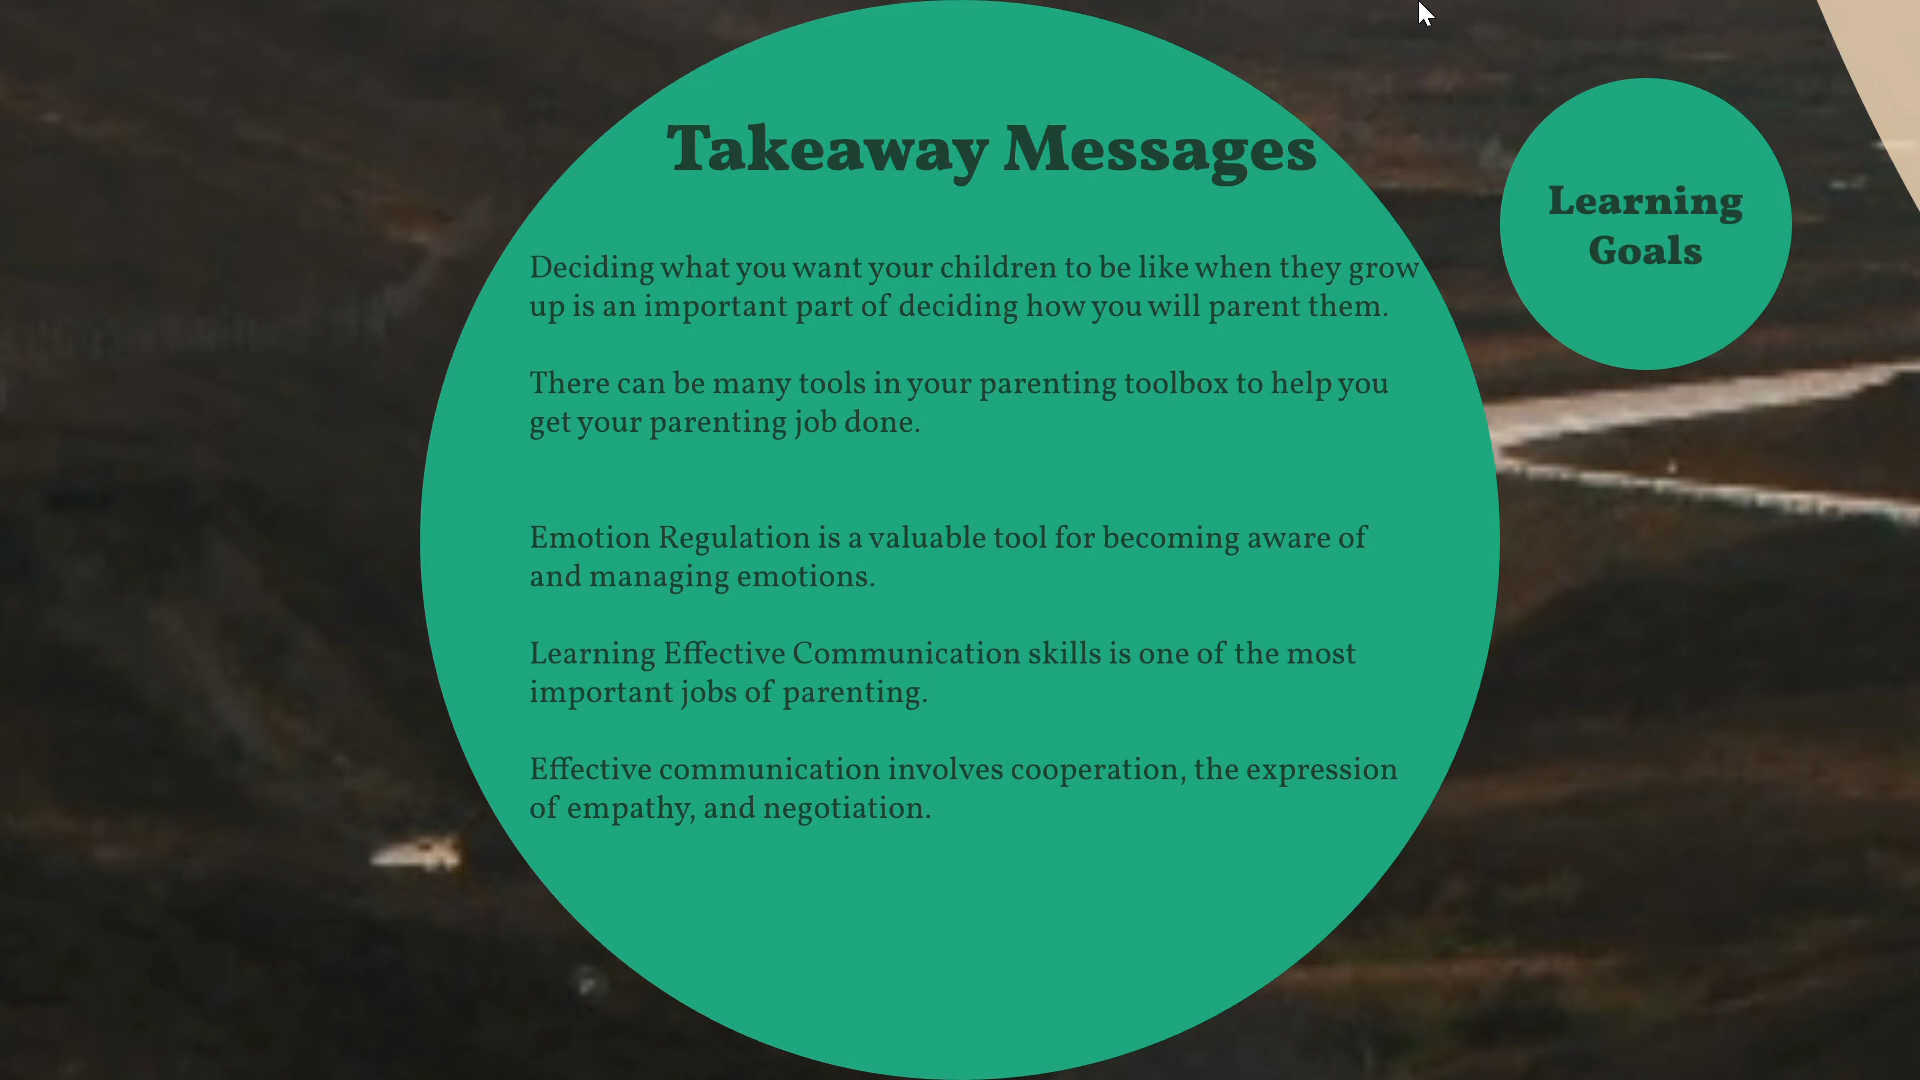 Takeaway Messages
Deciding what you want your children to be like when they grow
up is an important part of deciding how you will parent them.
There can be many tools in your parenting toolbox to help you
get your parenting job done.
Emotion Regulation is a valuable tool for becoming aware of
and managing emotions.
Learning Effective Communication skills is one of the most
important jobs of parenting.
Effective communication involves cooperation, the expression
of empathy, and negotiation.
Learning
Goals